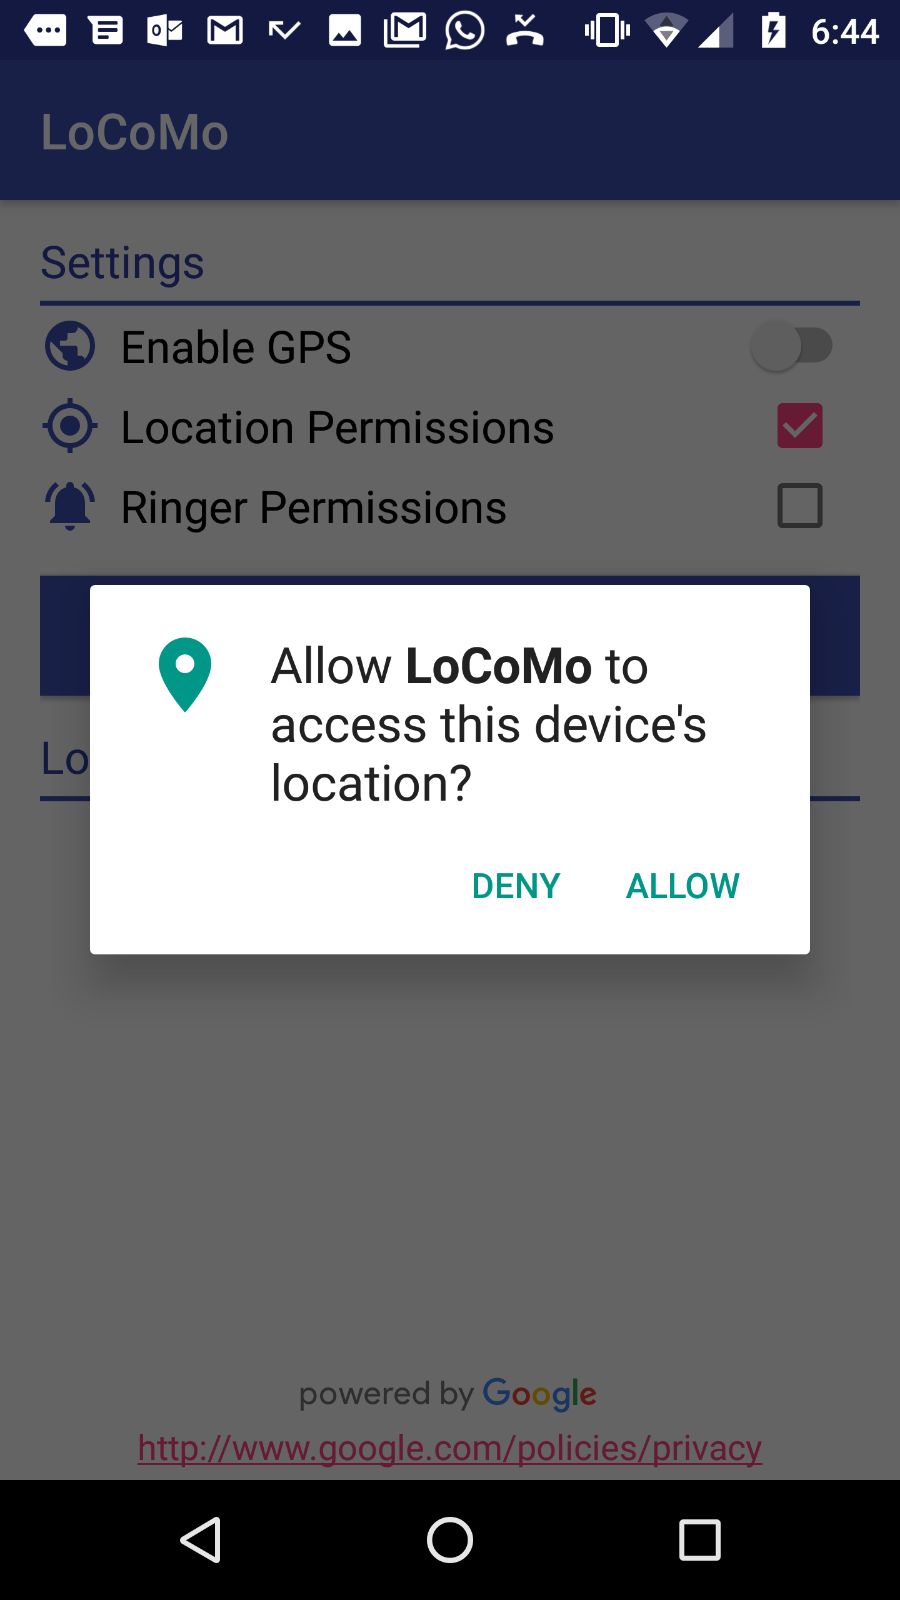 6:44
LoCoMo
Settings
Enable GPS
Location Permissions
Ringer Permissions
Lo
Allow LoCoMo to
access this device's
location?
DENY ALLOW
powered by Google
http://www.google.com/policies/privacy